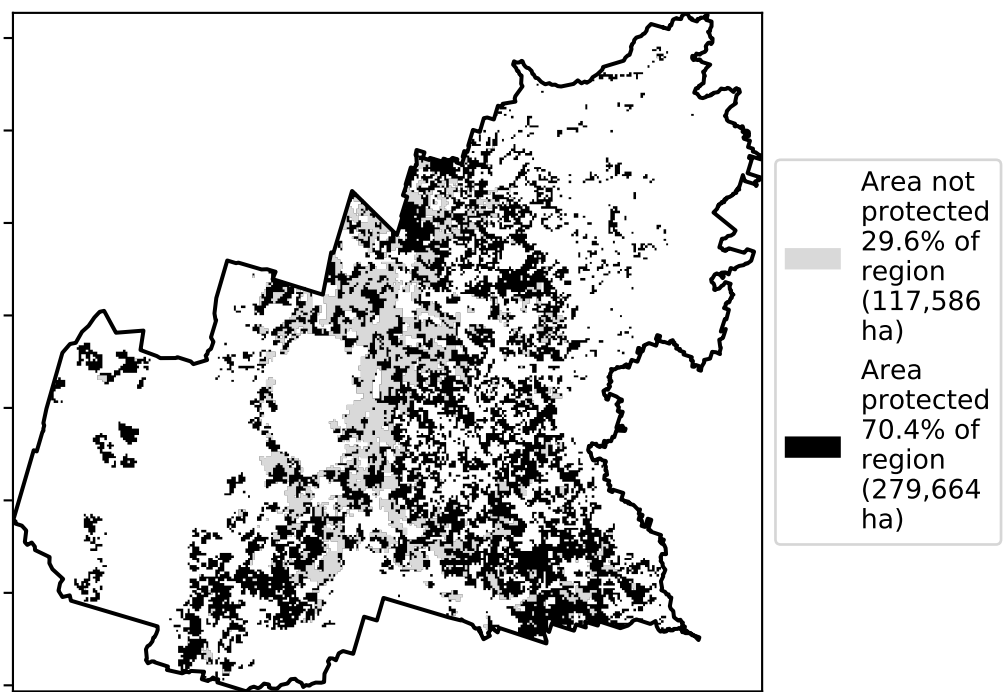 Area not
protected
29.6% of
region
(117,586
ha)
Area
protected
70.4% of
region
(279,664
ha)